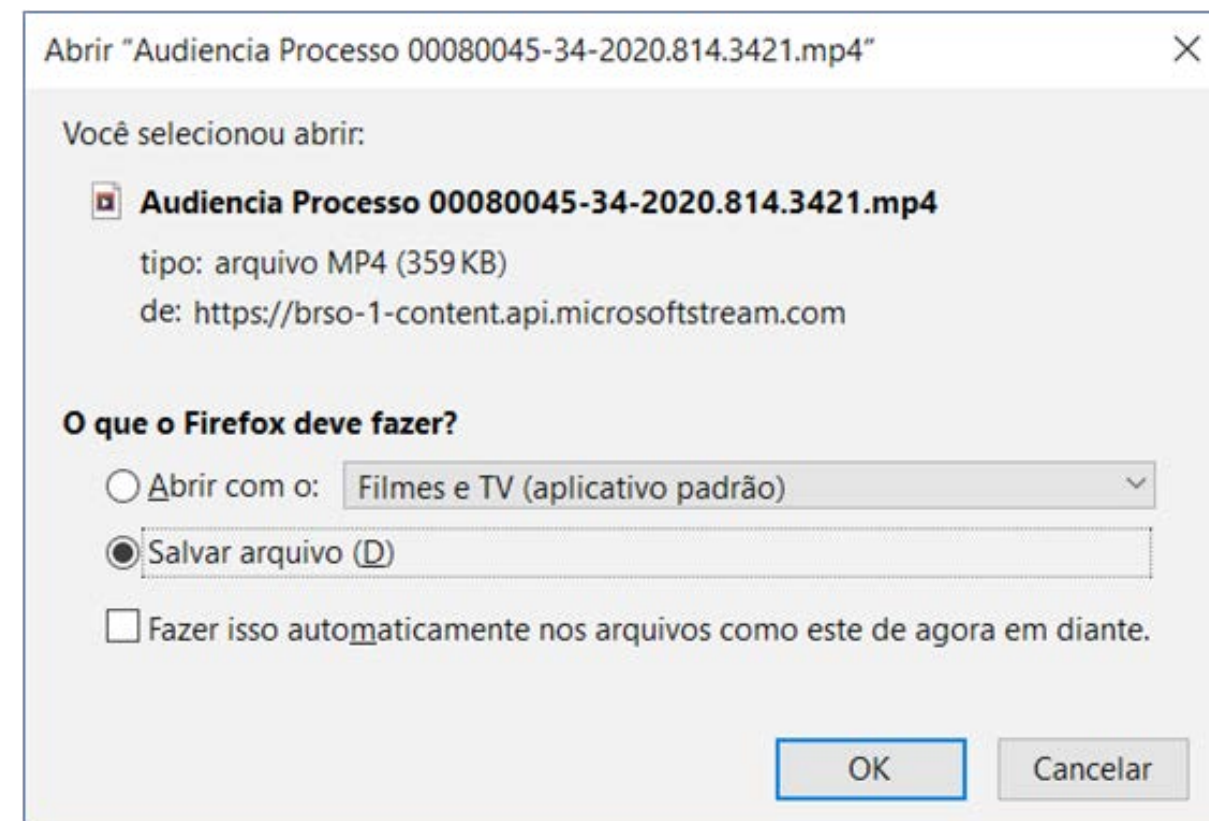 Abrir “Audiencia Processo 00080045-34-2020.814.3421.mp4”
Você selecionou abrir:
Audiencia Processo 00080045-34-2020.814.3421.mp4
tipo: arquivo MP4 (359 KB)
de: https://brso-1-content.api.microsoftstream.com
O que o Firefox deve fazer?
Abrir com o: Filmes e TV (aplicativo padrão)
Salvar arquivo (D)
Fazer isso automaticamente nos arquivos como este de agora em diante.
OK Cancelar